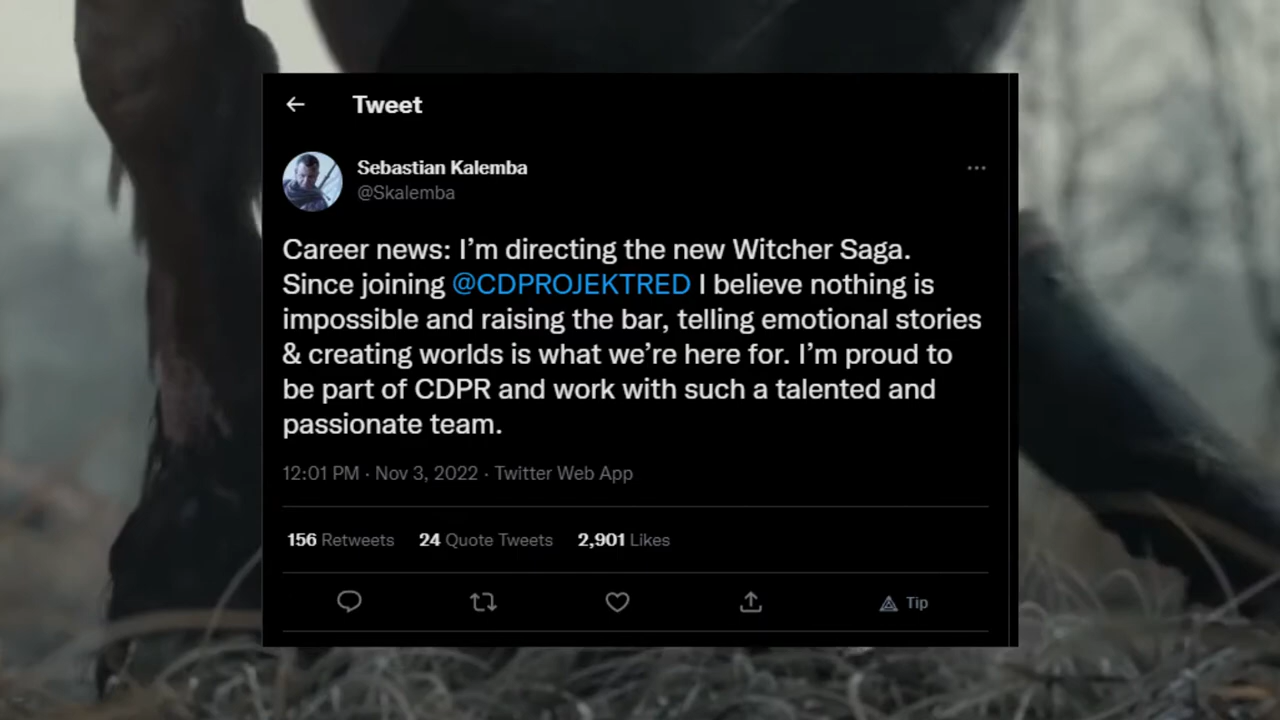 Tweet
Sebastian Kalemba
@Skalemba
Career news: I’m directing the new Witcher Saga.
Since joining @CDPROJEKTRED I believe nothing is
impossible and raising the bar, telling emotional stories
& creating worlds is what we’re here for. I’m proud to
be part of CDPR and work with such a talented and
passionate team.
12:01 PM · Nov 3, 2022 · Twitter Web App
156 Retweets 24 Quote Tweets 2,901 Likes
Tip